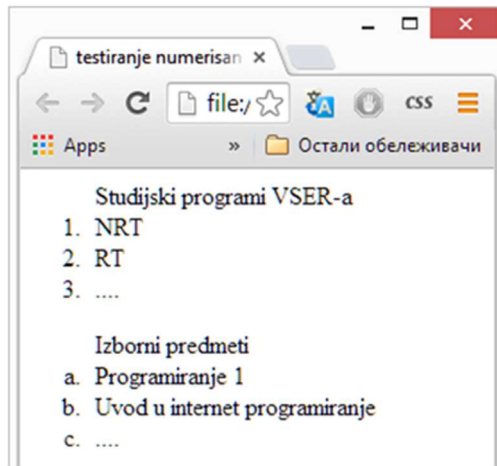 testiranje numerisan
file:/
CSS
Apps » Остали обележивачи
Studijski programi VSER-a
1. NRT
2. RT
3. ....
Izborni predmeti
a. Programiranje 1
b. Uvod u internet programiranje
c. ....